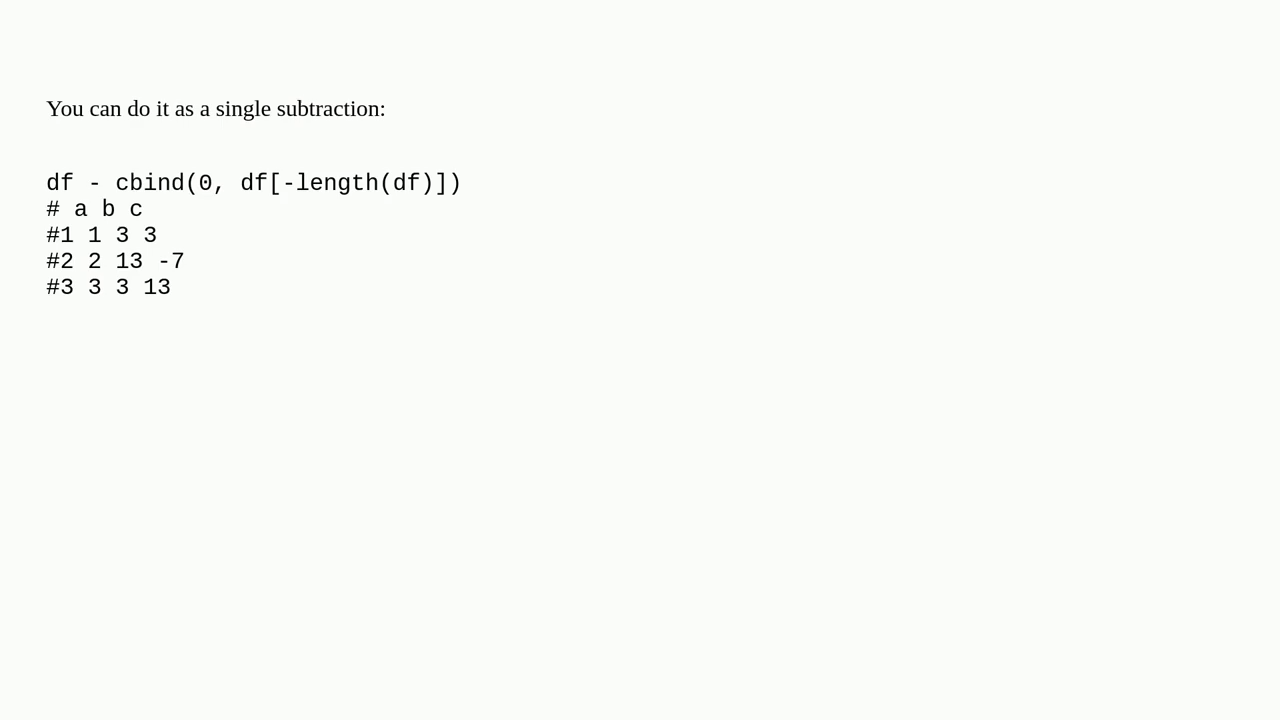 You can do it as a single subtraction:
df - cbind(0, df[-length(df)])
# a b c
#1 1 3 3
#2 2 13 -7
#3 3 3 13